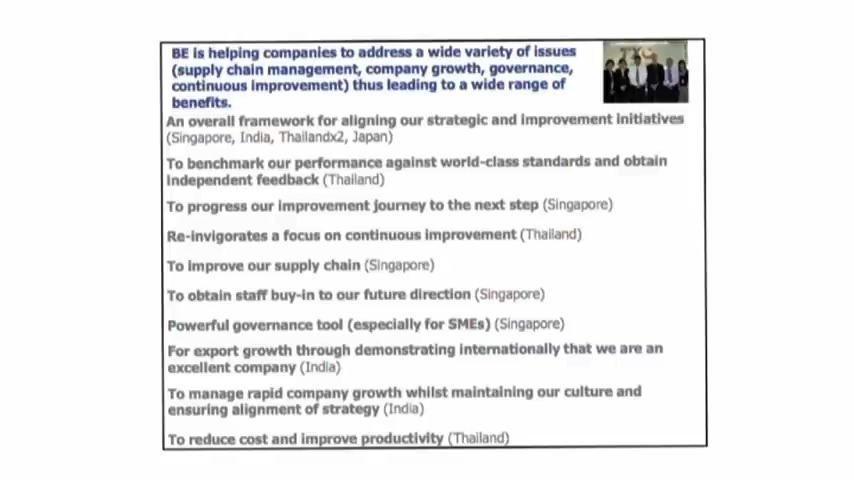 BE is helping companies to address a wide variety of issues
(supply chain management, company growth, governance,
continuous improvement) thus leading to a wide range of
benefits.
An overall framework for aligning our strategic and improvement initiatives
(Singapore, India, Thailandx2, Japan)
To benchmark our performance against world-class standards and obtain
independent feedback (Thailand)
To progress our improvement journey to the next step (Singapore)
Re-invigorates a focus on continuous improvement (Thailand)
To improve our supply chain (Singapore)
To obtain staff buy-in to our future direction (Singapore)
Powerful governance tool (especially for SMEs) (Singapore)
For export growth through demonstrating internationally that we are an
excellent company (India)
To manage rapid company growth whilst maintaining our culture and
ensuring alignment of strategy (India)
To reduce cost and improve productivity (Thailand)